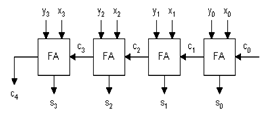 y3 x3 y2 x2 y1 x1 y0 x0
FA c3 FA c2 FA c1 FA c0
c4 s3 s2 s1 s0